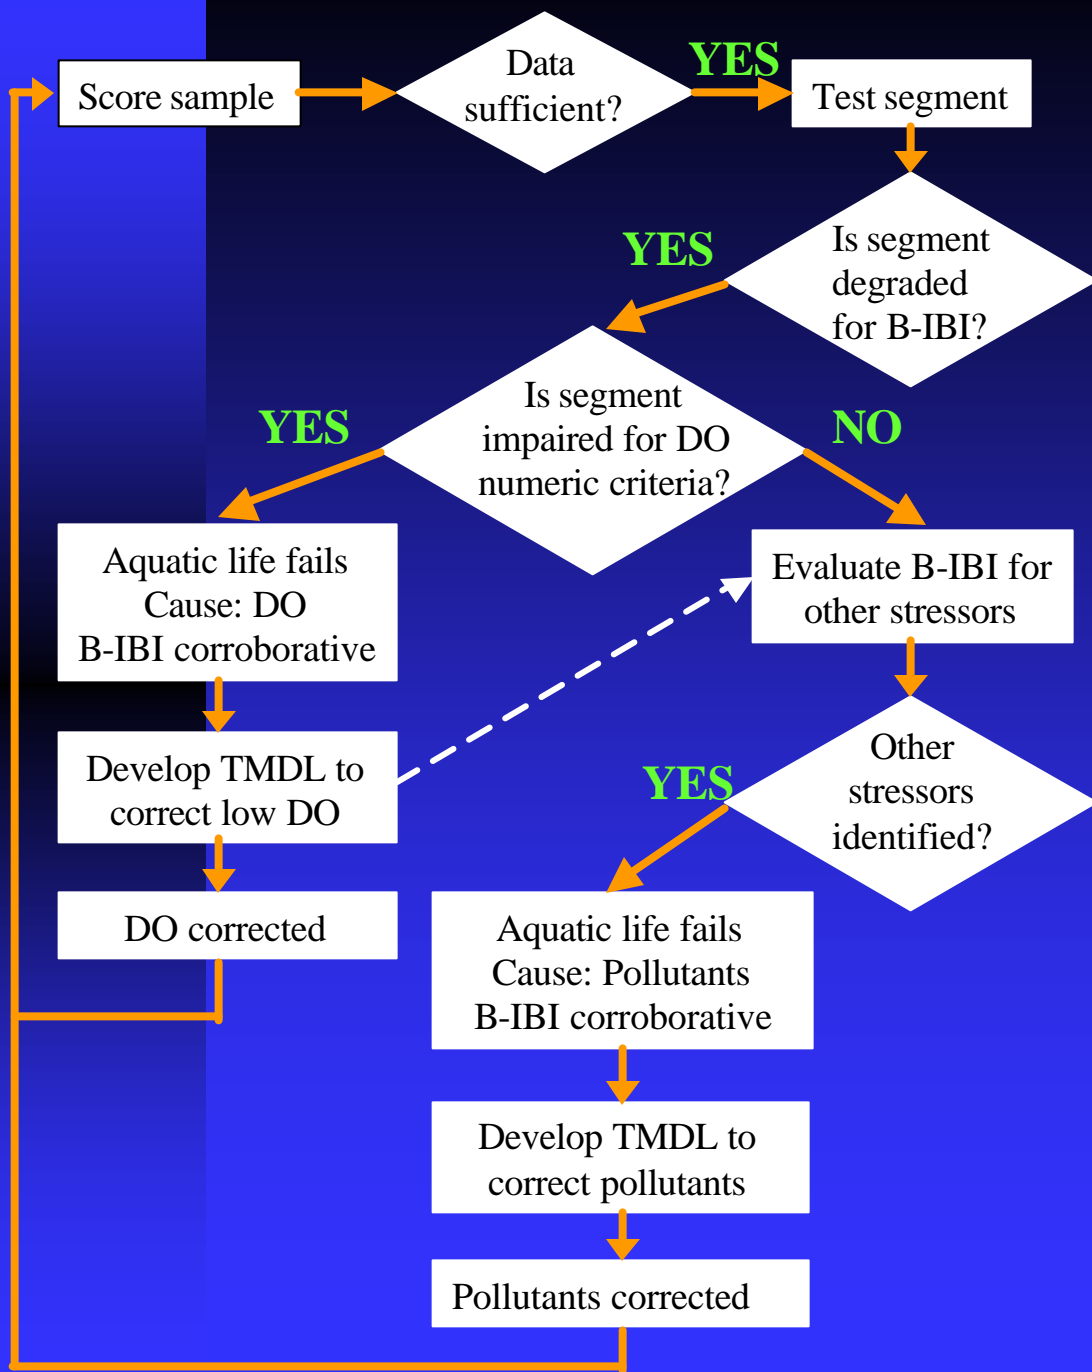 Score sample
Data
sufficient?
YES
Test segment
Is segment
degraded
for B-IBI?
YES
Is segment
impaired for DO
numeric criteria?
YES
NO
Aquatic life fails
Cause: DO
B-IBI corroborative
Evaluate B-IBI for
other stressors
Develop TMDL to
correct low DO
Other
stressors
identified?
YES
DO corrected
Aquatic life fails
Cause: Pollutants
B-IBI corroborative
Develop TMDL to
correct pollutants
Pollutants corrected